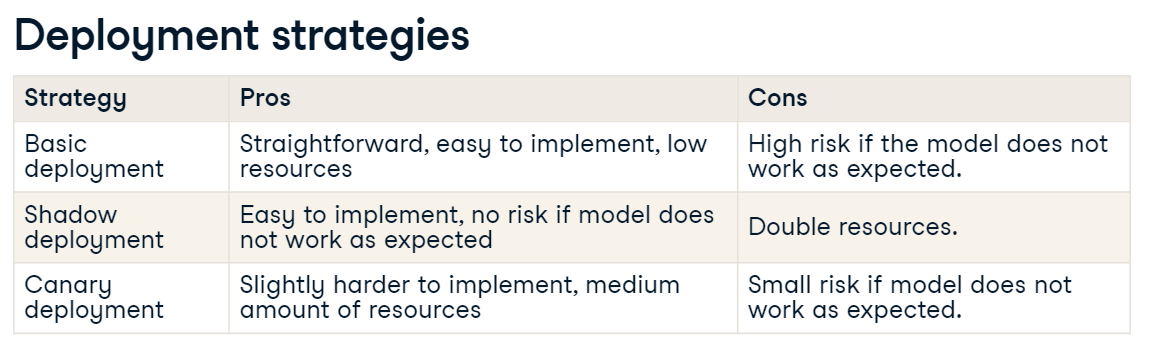 Deployment strategies
Strategy Pros Cons
Basic
deployment
Straightforward, easy to implement, low
resources
High risk if the model does not
work as expected.
Shadow
deployment
Easy to implement, no risk if model does
not work as expected
Double resources.
Canary
deployment
Slightly harder to implement, medium
amount of resources
Small risk if model does not
work as expected.